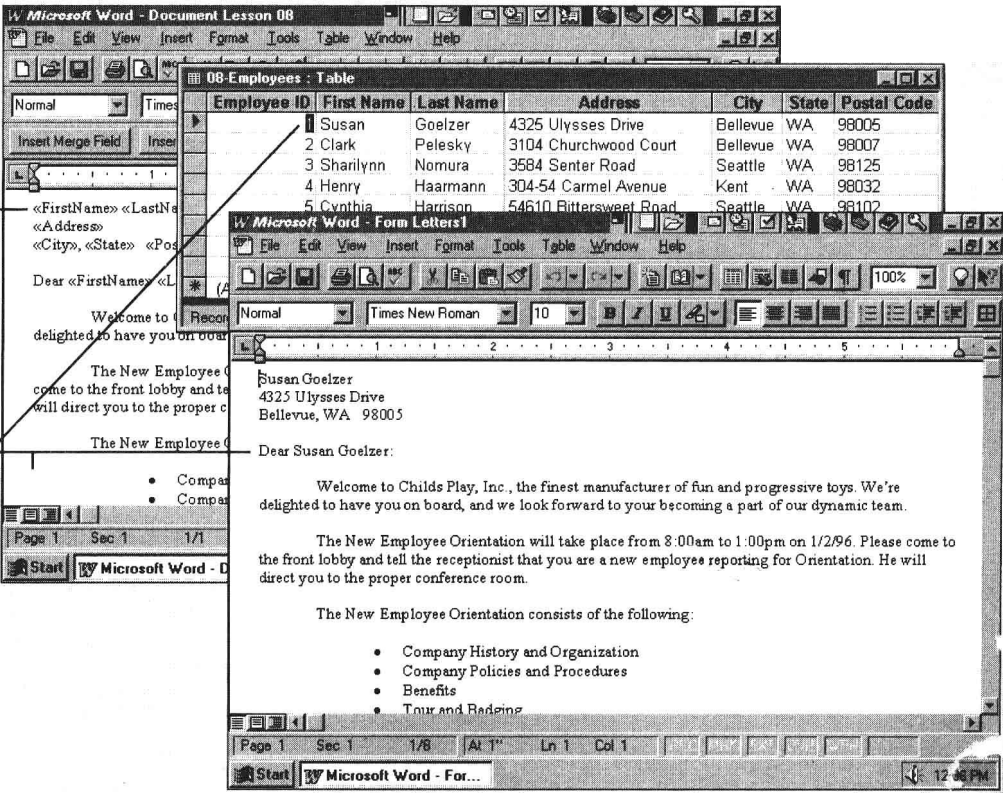 Microsoft Word - Document Lesson 08
File Edit View Insert Format Tools Table Window Help
Normal Times
Insert Merge Field Inser
1
«FirstName» «LastNa
«Address»
«City», «State» «Pos
Dear «FirstName» «L
Welcome to C
delighted to have you on boar
The New Employee O
come to the front lobby and te
will direct you to the proper c
The New Employee O
• Compan
• Compan
Page 1 Sec 1 1/1
Start Microsoft Word - D
08-Employees : Table
Employee ID First Name Last Name Address City State Postal Code
1 Susan Goelzer 4325 Ulysses Drive Bellevue WA 98005
2 Clark Pelesky 3104 Churchwood Court Bellevue WA 98007
3 Sharilynn Nomura 3584 Senter Road Seattle WA 98125
4 Henry Haarmann 304-54 Carmel Avenue Kent WA 98032
5 Cynthia Harrison 54610 Bittersweet Road Seattle WA 98102
(A
Recor
Microsoft Word - Form Letters1
File Edit View Insert Format Tools Table Window Help
100%
Normal Times New Roman 10 B I U
1 2 3 4 5
Susan Goelzer
4325 Ulysses Drive
Bellevue, WA 98005
Dear Susan Goelzer:
Welcome to Childs Play, Inc., the finest manufacturer of fun and progressive toys. We're
delighted to have you on board, and we look forward to your becoming a part of our dynamic team.
The New Employee Orientation will take place from 8:00am to 1:00pm on 1/2/96. Please come to
the front lobby and tell the receptionist that you are a new employee reporting for Orientation. He will
direct you to the proper conference room.
The New Employee Orientation consists of the following:
• Company History and Organization
• Company Policies and Procedures
• Benefits
• Tour and Badging
Page 1 Sec 1 1/8 At 1" Ln 1 Col 1
Start Microsoft Word - For...
PM